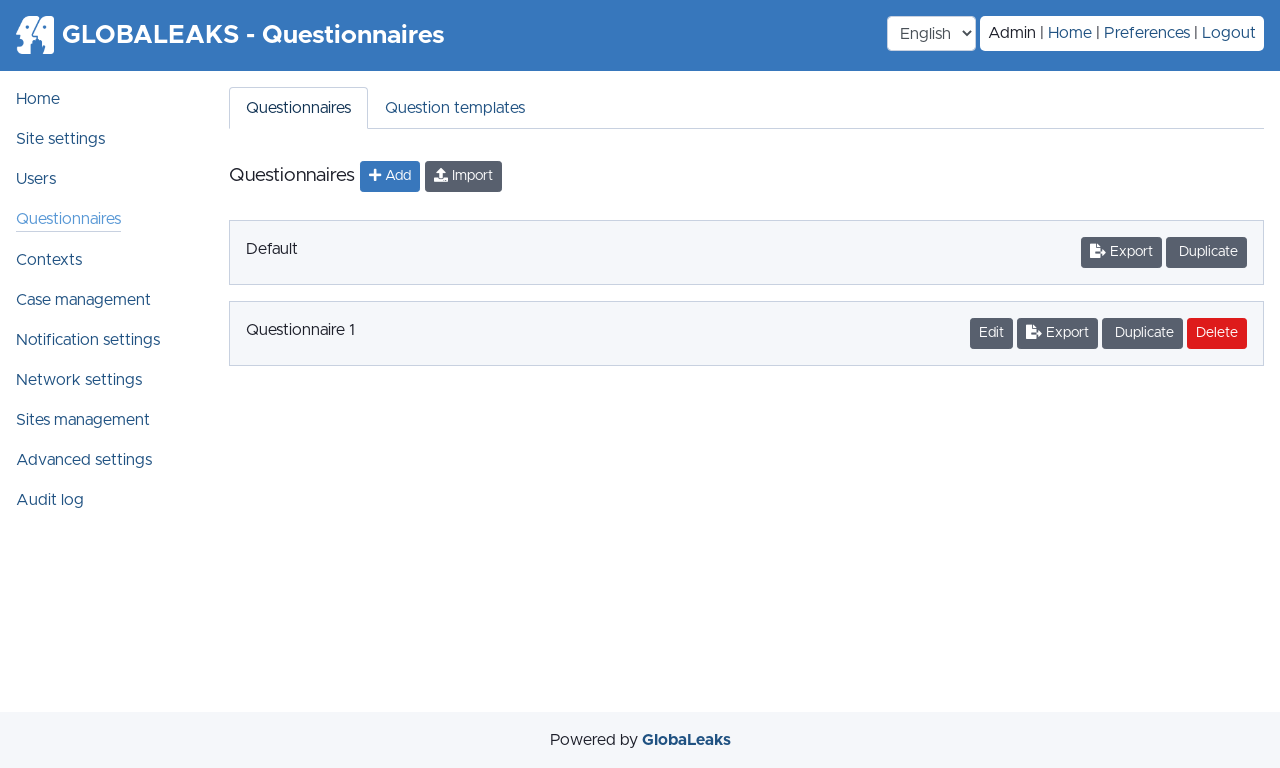 GLOBALEAKS - Questionnaires
English
Admin | Home | Preferences | Logout
Home
Site settings
Users
Questionnaires
Contexts
Case management
Notification settings
Network settings
Sites management
Advanced settings
Audit log
Questionnaires
Question templates
Questionnaires
Add
Import
Default
Export
Duplicate
Questionnaire 1
Edit
Export
Duplicate
Delete
Powered by GlobaLeaks